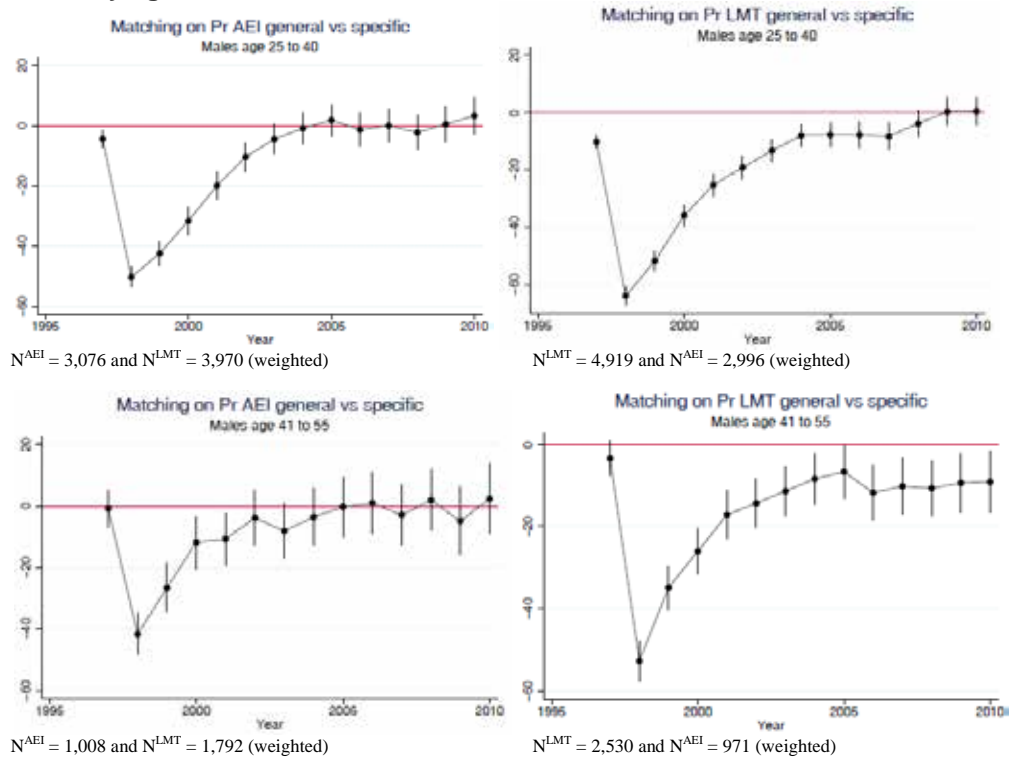 Matching on Pr AEI general vs specific
Males age 25 to 40
20
0
-20
-40
-60
1995
2000
2005
2010
Year
N^AEI = 3,076 and N^LMT = 3,970 (weighted)
Matching on Pr LMT general vs specific
Males age 25 to 40
20
0
-20
-40
-60
1995
2000
2005
2010
Year
N^LMT = 4,919 and N^AEI = 2,996 (weighted)
Matching on Pr AEI general vs specific
Males age 41 to 55
20
0
-20
-40
-60
1995
2000
2005
2010
Year
N^AEI = 1,008 and N^LMT = 1,792 (weighted)
Matching on Pr LMT general vs specific
Males age 41 to 55
0
-20
-40
-60
1995
2000
2005
2010
Year
N^LMT = 2,530 and N^AEI = 971 (weighted)